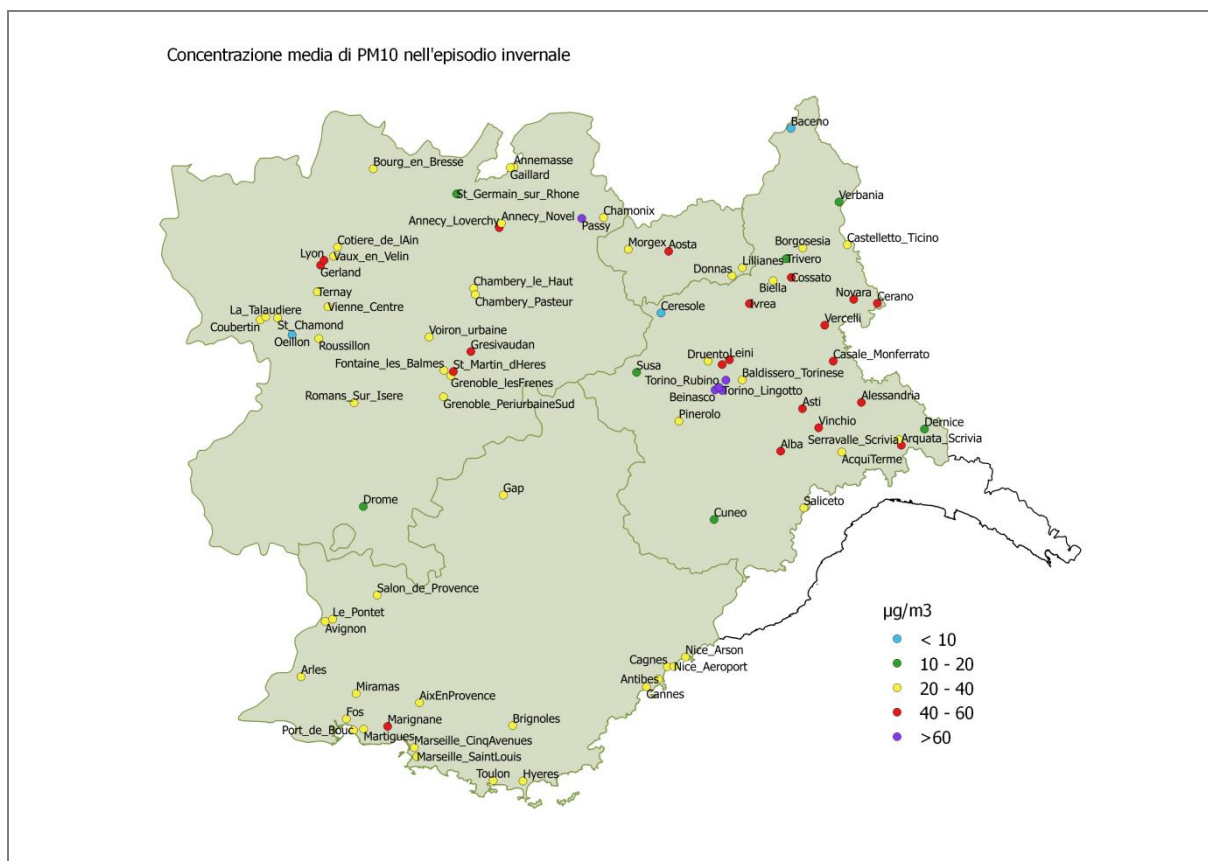 Concentrazione media di PM10 nell'episodio invernale
Baceno
Bourg_en_Bresse
Annemasse
Gaillard
St_Germain_sur_Rhone
Verbania
Annecy_Loverchy
Annecy_Novel
Passy
Chamonix
Cotiere_de_lAin
Lyon
Vaux_en_Velin
Gerland
Morgex
Aosta
Borgosesia
Castelletto_Ticino
Trivero
Donnas
Lillianes
Biella
Cossato
Chambery_le_Haut
Chambery_Pasteur
Ternay
Vienne_Centre
Ivrea
Novara
Cerano
Ceresole
La_Talaudiere
Coubertin
St_Chamond
Oeillon
Roussillon
Voiron_urbaine
Vercelli
Gresivaudan
Fontaine_les_Balmes
St_Martin_dHeres
Grenoble_lesFrenes
Susa
Druento
Leini
Casale_Monferrato
Torino_Rubino
Baldissero_Torinese
Beinasco
Torino_Lingotto
Romans_Sur_Isere
Grenoble_PeriurbaineSud
Pinerolo
Asti
Alessandria
Vinchio
Dernice
Alba
Serravalle_Scrivia
Arquata_Scrivia
AcquiTerme
Gap
Drome
Cuneo
Saliceto
Salon_de_Provence
Le_Pontet
Avignon
µg/m3
< 10
10 - 20
20 - 40
40 - 60
>60
Nice_Arson
Cagnes
Nice_Aeroport
Arles
Antibes
Cannes
Miramas
AixEnProvence
Fos
Marignane
Brignoles
Port_de_Bouc
Martigues
Marseille_CinqAvenues
Marseille_SaintLouis
Toulon
Hyeres